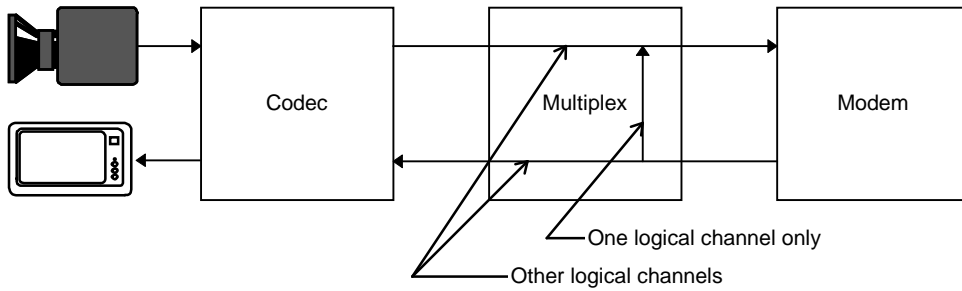 Codec
Multiplex
Modem
One logical channel only
Other logical channels